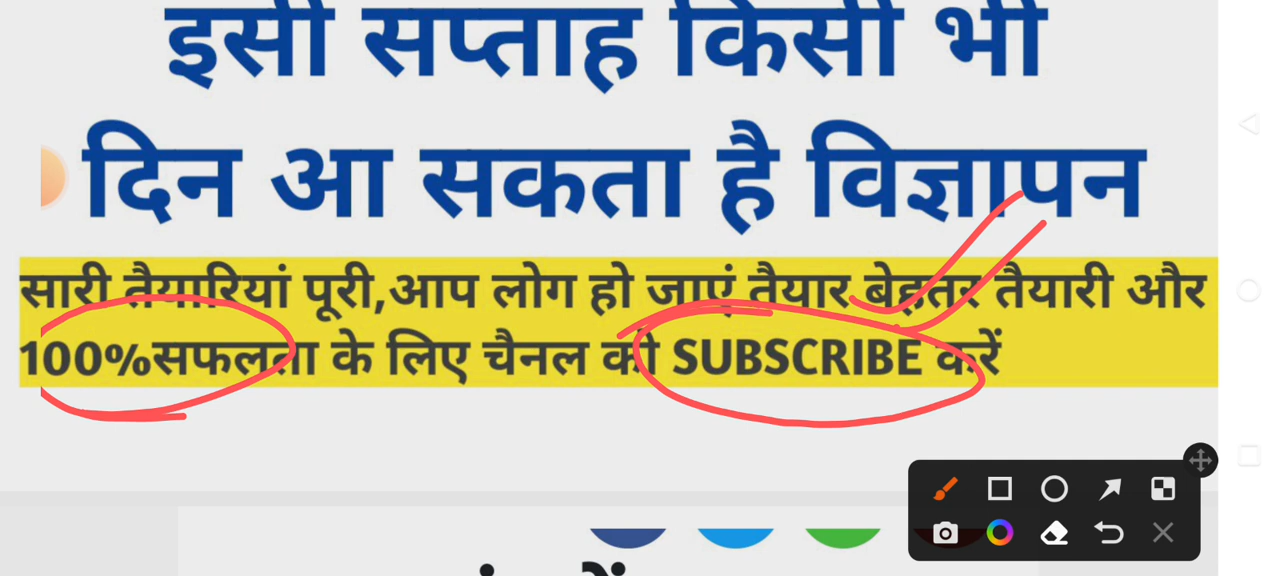 इसी सप्ताह किसी भी
दिन आ सकता है विज्ञापन
सारी तैयारियां पूरी,आप लोग हो जाएं तैयार बेहतर तैयारी और
100%सफलता के लिए चैनल को SUBSCRIBE करें